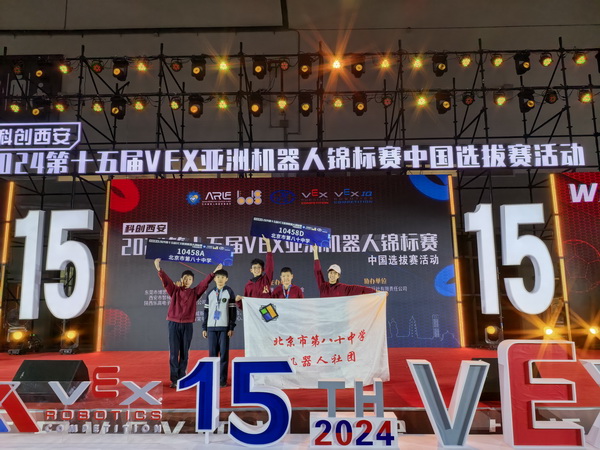 科创西安
2024第十五届VEX亚洲机器人锦标赛中国选拔赛活动
W
15
15
科创西安
ARIE
VEX
VEX IQ
2024第十五届VEX亚洲机器人锦标赛
中国选拔赛活动
10458A
北京市第八十中学
10458D
北京市第八十中学
北京市第八十中学
机器人社团
VEX
ROBOTICS
COMPETITION
15TH
2024
VEX